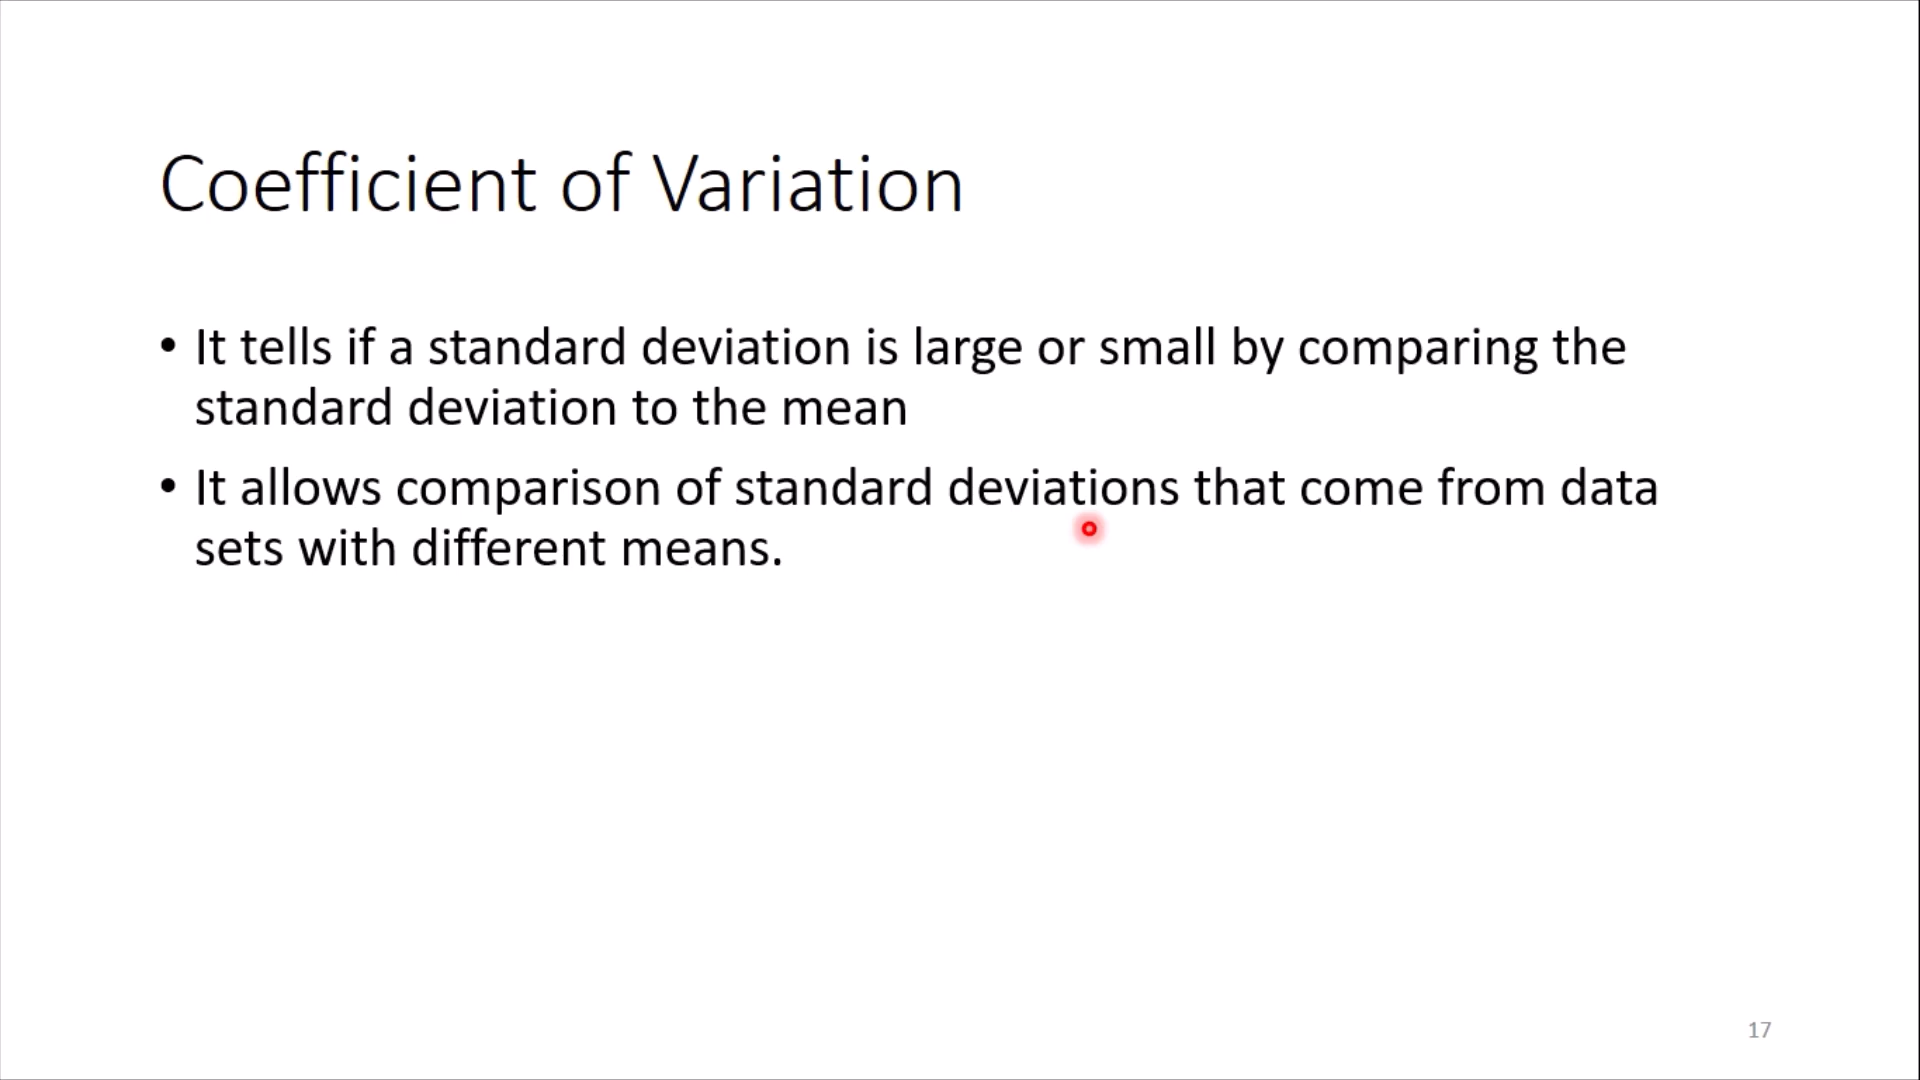 Coefficient of Variation
• It tells if a standard deviation is large or small by comparing the
standard deviation to the mean
• It allows comparison of standard deviations that come from data
sets with different means.
17